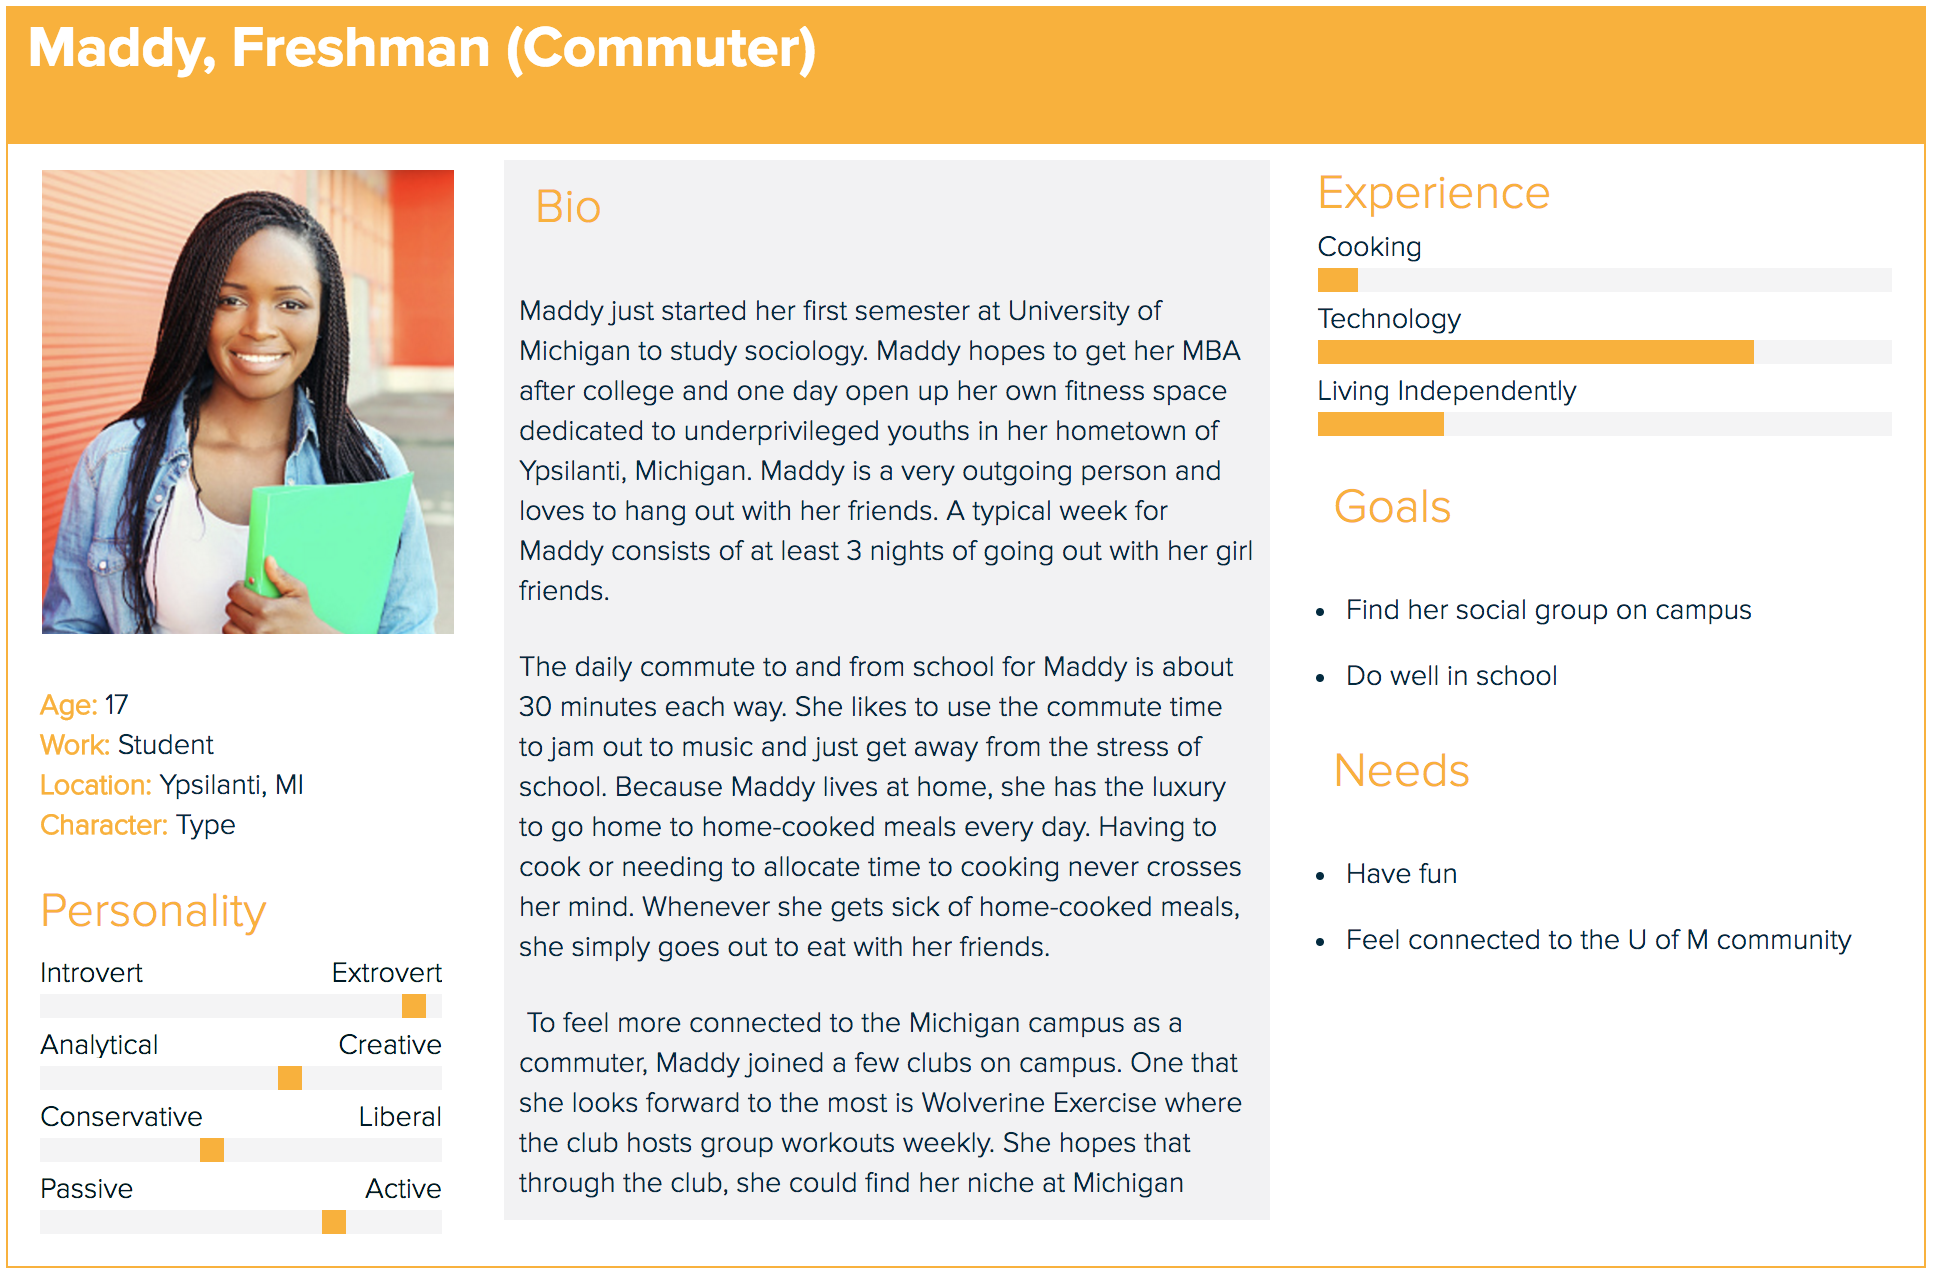 Maddy, Freshman (Commuter)
Age: 17
Work: Student
Location: Ypsilanti, MI
Character: Type
Personality
Introvert Extrovert
Analytical Creative
Conservative Liberal
Passive Active
Bio
Maddy just started her first semester at University of
Michigan to study sociology. Maddy hopes to get her MBA
after college and one day open up her own fitness space
dedicated to underprivileged youths in her hometown of
Ypsilanti, Michigan. Maddy is a very outgoing person and
loves to hang out with her friends. A typical week for
Maddy consists of at least 3 nights of going out with her girl
friends.
The daily commute to and from school for Maddy is about
30 minutes each way. She likes to use the commute time
to jam out to music and just get away from the stress of
school. Because Maddy lives at home, she has the luxury
to go home to home-cooked meals every day. Having to
cook or needing to allocate time to cooking never crosses
her mind. Whenever she gets sick of home-cooked meals,
she simply goes out to eat with her friends.
To feel more connected to the Michigan campus as a
commuter, Maddy joined a few clubs on campus. One that
she looks forward to the most is Wolverine Exercise where
the club hosts group workouts weekly. She hopes that
through the club, she could find her niche at Michigan
Experience
Cooking
Technology
Living Independently
Goals
• Find her social group on campus
• Do well in school
Needs
• Have fun
• Feel connected to the U of M community